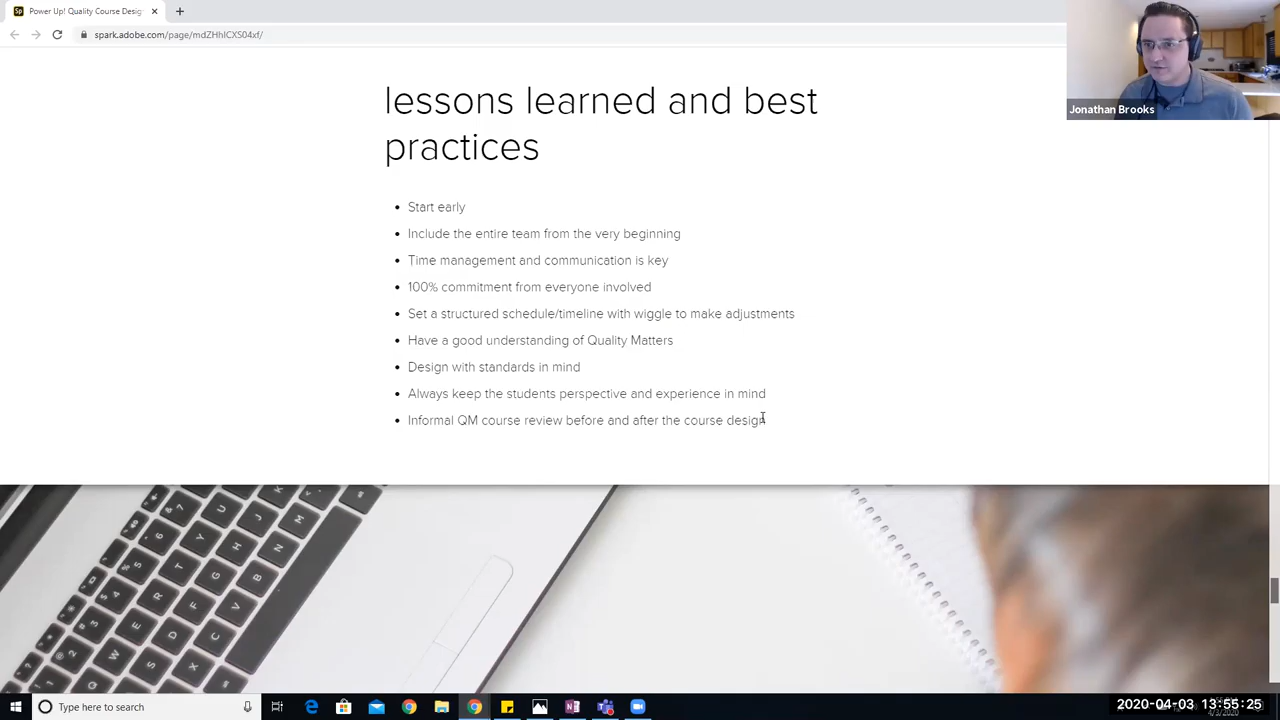 Power Up! Quality Course Desig
spark.adobe.com/page/mdZHhICXS04xf/
Jonathan Brooks
lessons learned and best
practices
Start early
Include the entire team from the very beginning
Time management and communication is key
100% commitment from everyone involved
Set a structured schedule/timeline with wiggle to make adjustments
Have a good understanding of Quality Matters
Design with standards in mind
Always keep the students perspective and experience in mind
Informal QM course review before and after the course design
Type here to search
2020-04-03 13:55:25